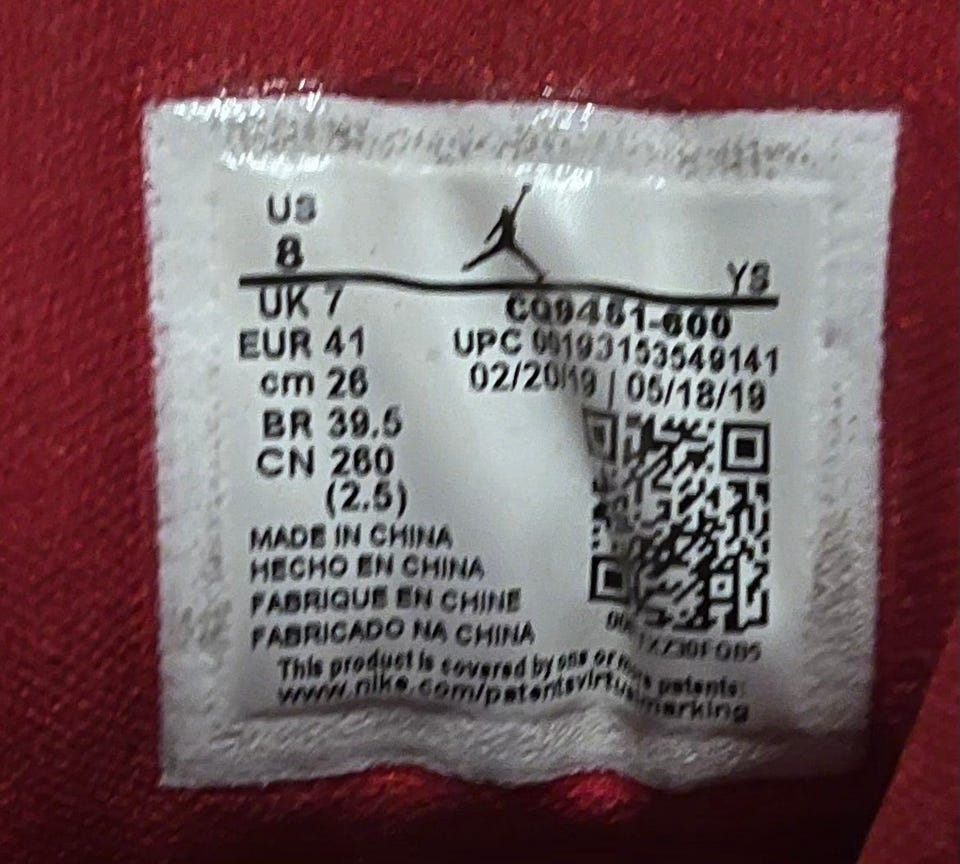 US
8
YS
UK 7
CQ9451-600
EUR 41
UPC 00193153549141
cm 26
02/20/19 | 05/18/19
BR 39.5
CN 260
(2.5)
MADE IN CHINA
HECHO EN CHINA
FABRIQUE EN CHINE
FABRICADO NA CHINA
This product is covered by one or more patents:
www.nike.com/patentsvirtualmarking